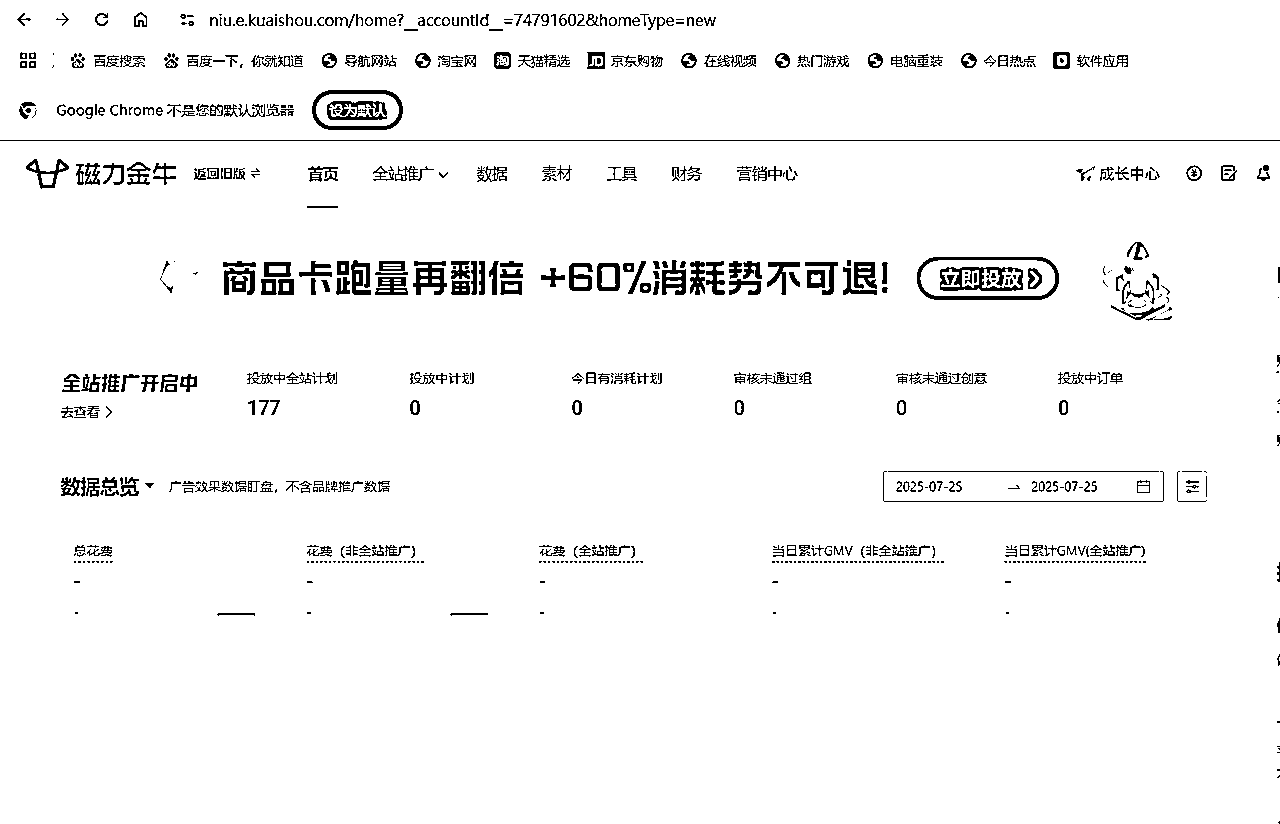 niu.e.kuaishou.com/home?__accountId__=74791602&homeType=new
百度搜索 百度一下，你就知道 导航网站 淘宝网 天猫精选 京东购物 在线视频 热门游戏 电脑重装 今日热点 软件应用
Google Chrome 不是您的默认浏览器 设为默认
磁力金牛 返回旧版 首页 全站推广 数据 素材 工具 财务 营销中心 成长中心
商品卡跑量再翻倍 +60%消耗势不可退! 立即投放
全站推广开启中 投放中全站计划 投放中计划 今日有消耗计划 审核未通过组 审核未通过创意 投放中订单
去查看 177 0 0 0 0 0
数据总览 广告效果数据盯盘，不含品牌推广数据 2025-07-25 → 2025-07-25
总花费 花费（非全站推广） 花费（全站推广） 当日累计GMV（非全站推广） 当日累计GMV(全站推广)
- - - - -
- - - - -